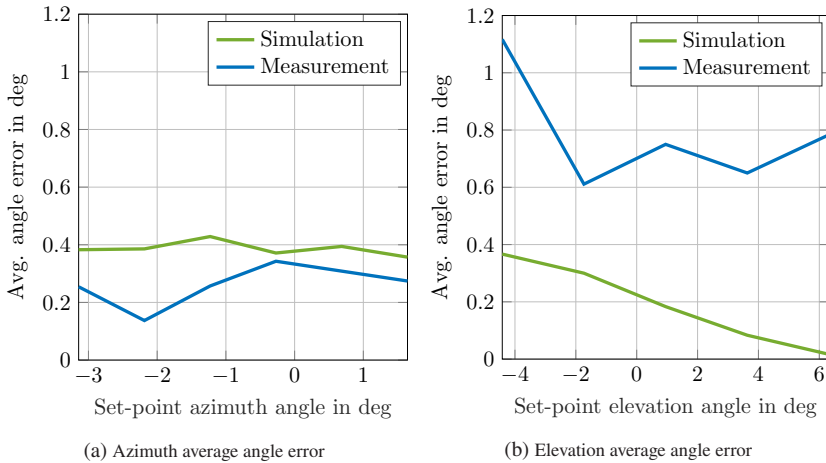 1.2
1
0.8
0.6
0.4
0.2
0
Avg. angle error in deg
Simulation
Measurement
−3
−2
−1
0
1
Set-point azimuth angle in deg
(a) Azimuth average angle error
1.2
1
0.8
0.6
0.4
0.2
0
Avg. angle error in deg
Simulation
Measurement
−4
−2
0
2
4
6
Set-point elevation angle in deg
(b) Elevation average angle error